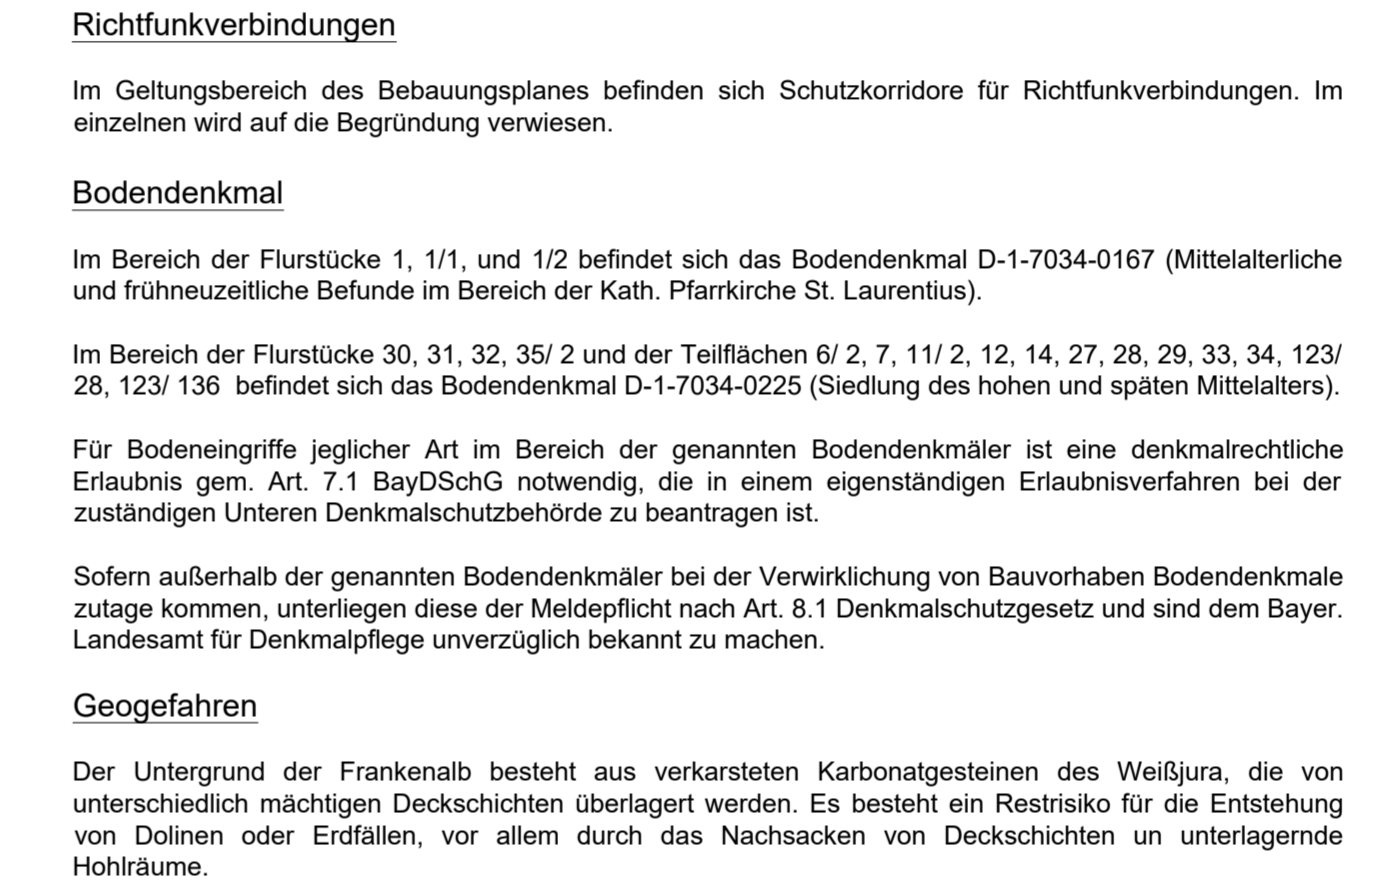 Richtfunkverbindungen
Im Geltungsbereich des Bebauungsplanes befinden sich Schutzkorridore für Richtfunkverbindungen. Im
einzelnen wird auf die Begründung verwiesen.
Bodendenkmal
Im Bereich der Flurstücke 1, 1/1, und 1/2 befindet sich das Bodendenkmal D-1-7034-0167 (Mittelalterliche
und frühneuzeitliche Befunde im Bereich der Kath. Pfarrkirche St. Laurentius).
Im Bereich der Flurstücke 30, 31, 32, 35/ 2 und der Teilflächen 6/ 2, 7, 11/ 2, 12, 14, 27, 28, 29, 33, 34, 123/
28, 123/ 136  befindet sich das Bodendenkmal D-1-7034-0225 (Siedlung des hohen und späten Mittelalters).
Für Bodeneingriffe jeglicher Art im Bereich der genannten Bodendenkmäler ist eine denkmalrechtliche
Erlaubnis gem. Art. 7.1 BayDSchG notwendig, die in einem eigenständigen Erlaubnisverfahren bei der
zuständigen Unteren Denkmalschutzbehörde zu beantragen ist.
Sofern außerhalb der genannten Bodendenkmäler bei der Verwirklichung von Bauvorhaben Bodendenkmale
zutage kommen, unterliegen diese der Meldepflicht nach Art. 8.1 Denkmalschutzgesetz und sind dem Bayer.
Landesamt für Denkmalpflege unverzüglich bekannt zu machen.
Geogefahren
Der Untergrund der Frankenalb besteht aus verkarsteten Karbonatgesteinen des Weißjura, die von
unterschiedlich mächtigen Deckschichten überlagert werden. Es besteht ein Restrisiko für die Entstehung
von Dolinen oder Erdfällen, vor allem durch das Nachsacken von Deckschichten un unterlagernde
Hohlräume.